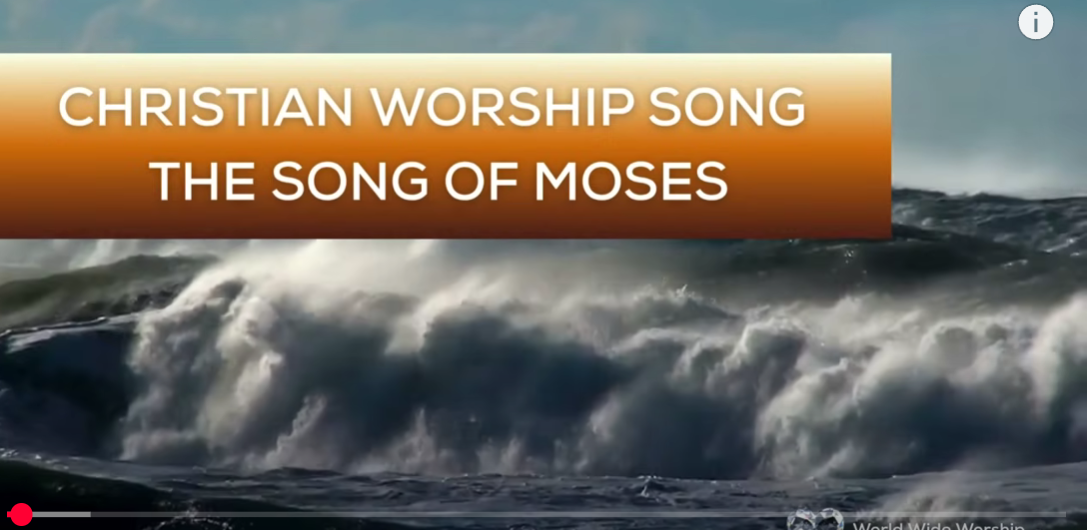 CHRISTIAN WORSHIP SONG
THE SONG OF MOSES
World Wide Worship